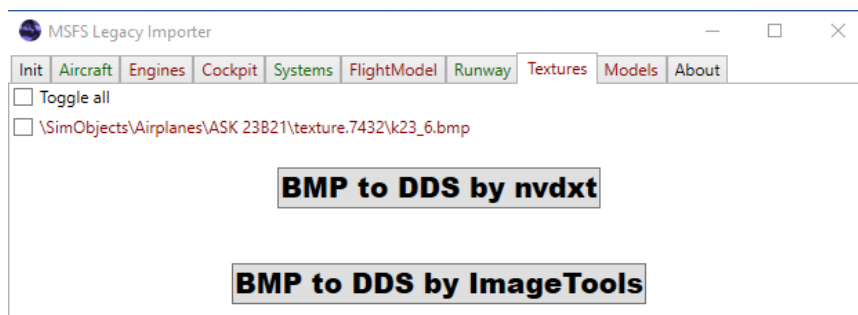 MSFS Legacy Importer
Init Aircraft Engines Cockpit Systems FlightModel Runway Textures Models About
Toggle all
\SimObjects\Airplanes\ASK 23B21\texture.7432\k23_6.bmp
BMP to DDS by nvdxt
BMP to DDS by ImageTools